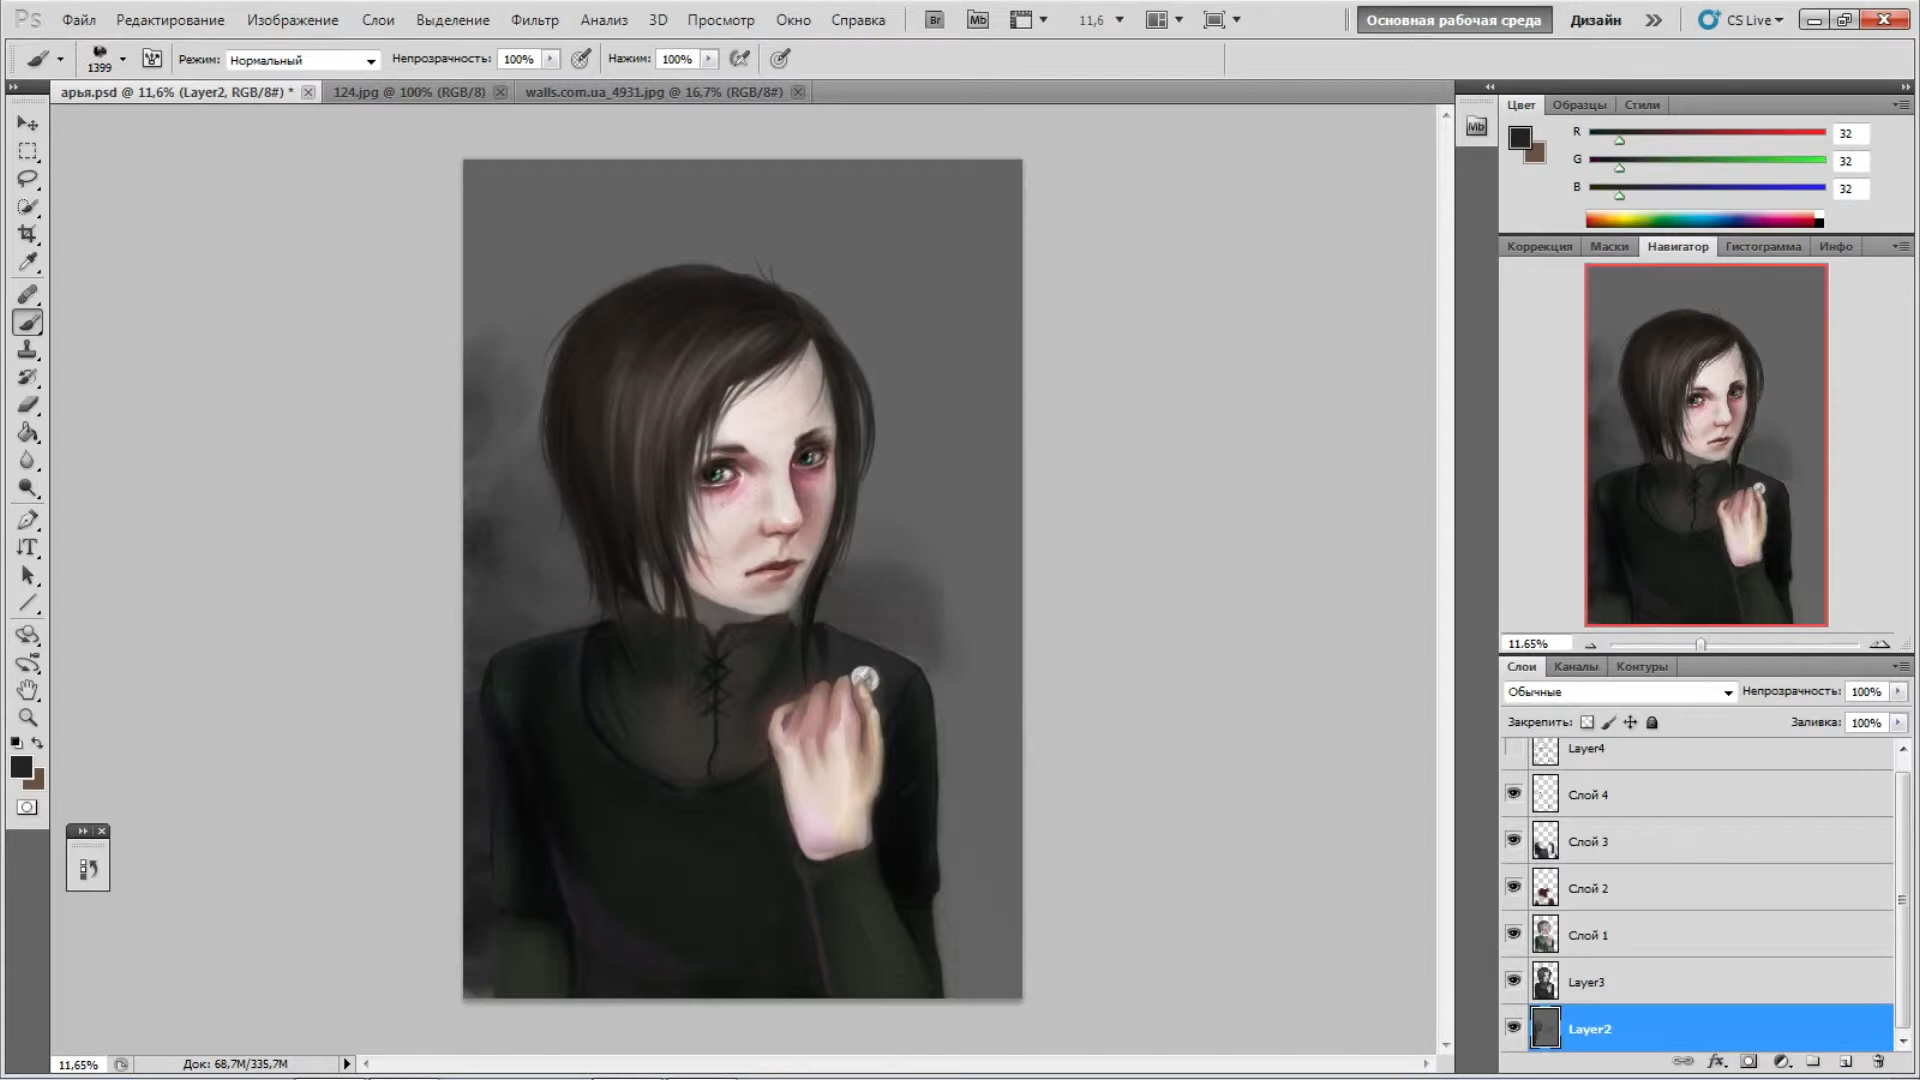 Ps Файл Редактирование Изображение Слои Выделение Фильтр Анализ 3D Просмотр Окно Справка Br Mb 11,6 Основная рабочая среда Дизайн CS Live
1399 Режим: Нормальный Непрозрачность: 100% Нажим: 100%
арья.psd @ 11,6% (Layer2, RGB/8#) * 124.jpg @ 100% (RGB/8) walls.com.ua_4931.jpg @ 16,7% (RGB/8#)
Mb
Цвет Образцы Стили
R 32
G 32
B 32
Коррекция Маски Навигатор Гистограмма Инфо
11.65%
Слои Каналы Контуры
Обычные Непрозрачность: 100%
Закрепить: Заливка: 100%
Layer4
Слой 4
Слой 3
Слой 2
Слой 1
Layer3
Layer2
11,65% Док: 68,7M/335,7M